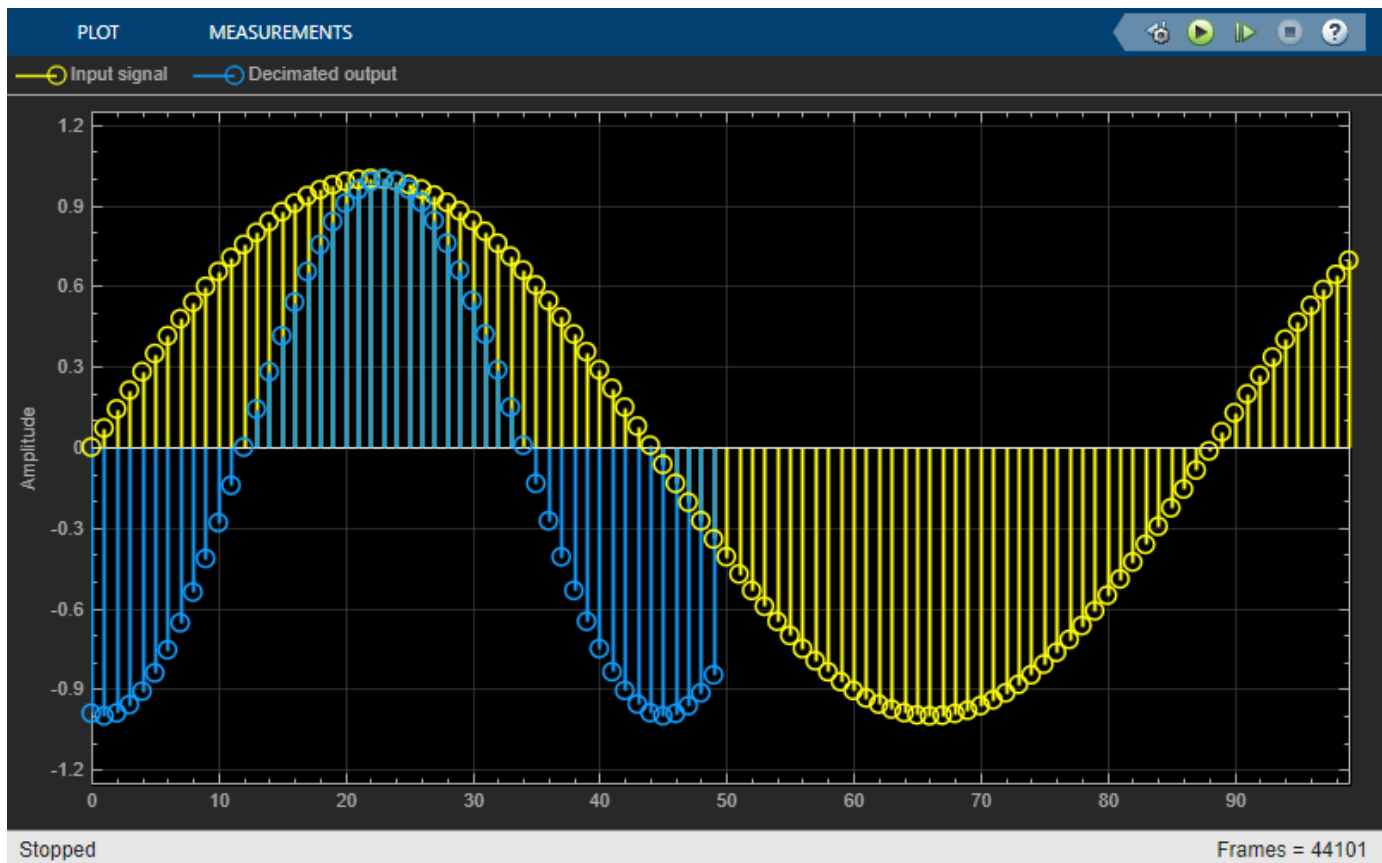 PLOT MEASUREMENTS ?
Input signal Decimated output
1.2
0.9
0.6
0.3
0
-0.3
-0.6
-0.9
-1.2
Amplitude
0 10 20 30 40 50 60 70 80 90
Stopped Frames = 44101